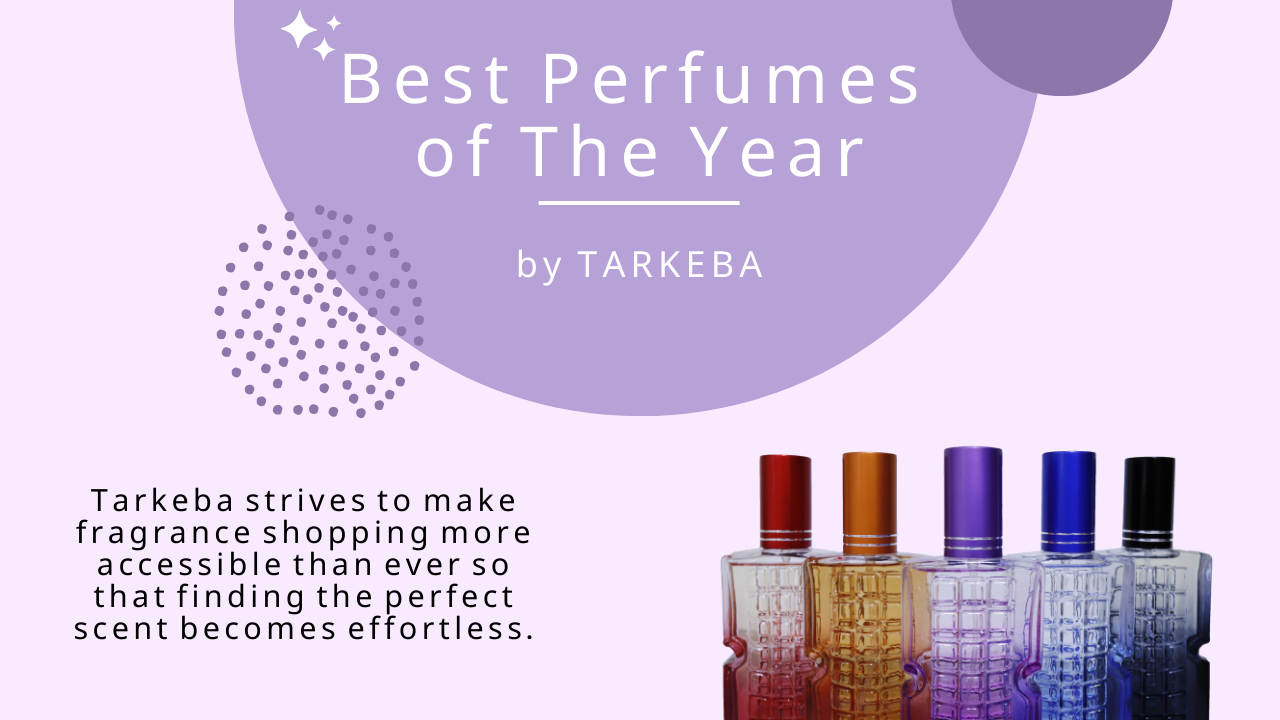 Best Perfumes
of The Year
by TARKEBA
Tarkeba strives to make
fragrance shopping more
accessible than ever so
that finding the perfect
scent becomes effortless.